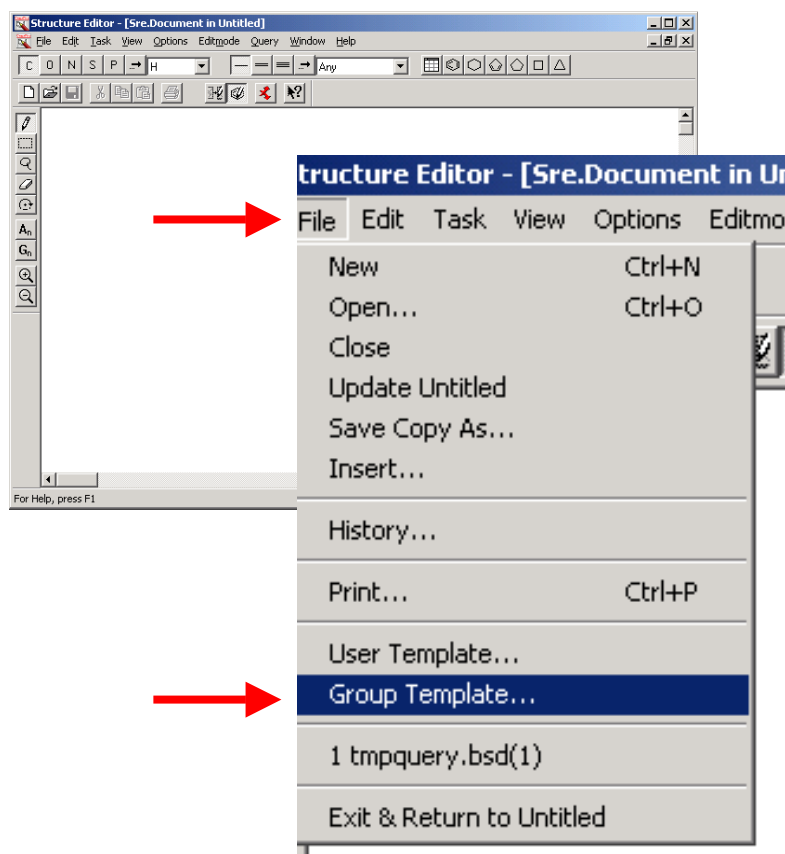 Structure Editor - [Sre.Document in Untitled]
File Edit Task View Options Editmode Query Window Help
C O N S P H Any
A_n
G_n
For Help, press F1
tructure Editor - [Sre.Document in Un
File Edit Task View Options Editmo
New Ctrl+N
Open... Ctrl+O
Close
Update Untitled
Save Copy As...
Insert...
History...
Print... Ctrl+P
User Template...
Group Template...
1 tmpquery.bsd(1)
Exit & Return to Untitled